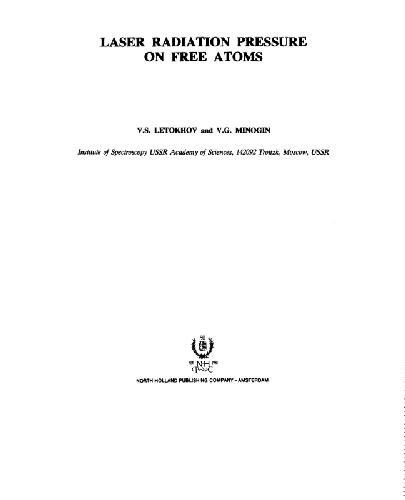 LASER RADIATION PRESSURE
ON FREE ATOMS
V.S. LETOKHOV and V.G. MINOGIN
Institute of Spectroscopy USSR Academy of Sciences, 142092 Troitzk, Moscow, USSR
NORTH HOLLAND PUBLISHING COMPANY - AMSTERDAM